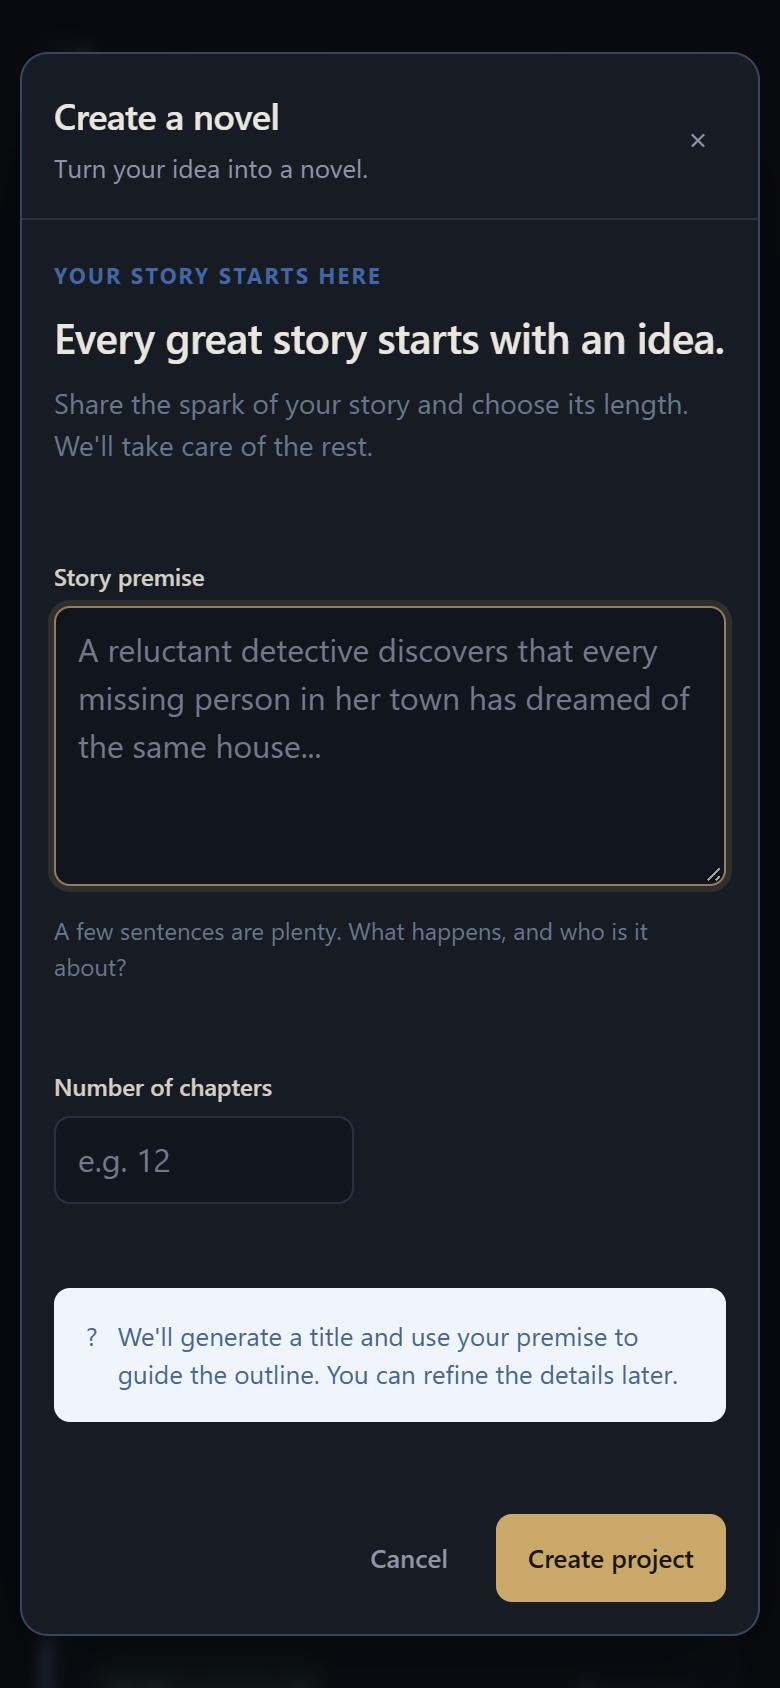 Create a novel
×
Turn your idea into a novel.
YOUR STORY STARTS HERE
Every great story starts with an idea.
Share the spark of your story and choose its length.
We'll take care of the rest.
Story premise
A reluctant detective discovers that every
missing person in her town has dreamed of
the same house...
A few sentences are plenty. What happens, and who is it
about?
Number of chapters
e.g. 12
? We'll generate a title and use your premise to
guide the outline. You can refine the details later.
Cancel
Create project